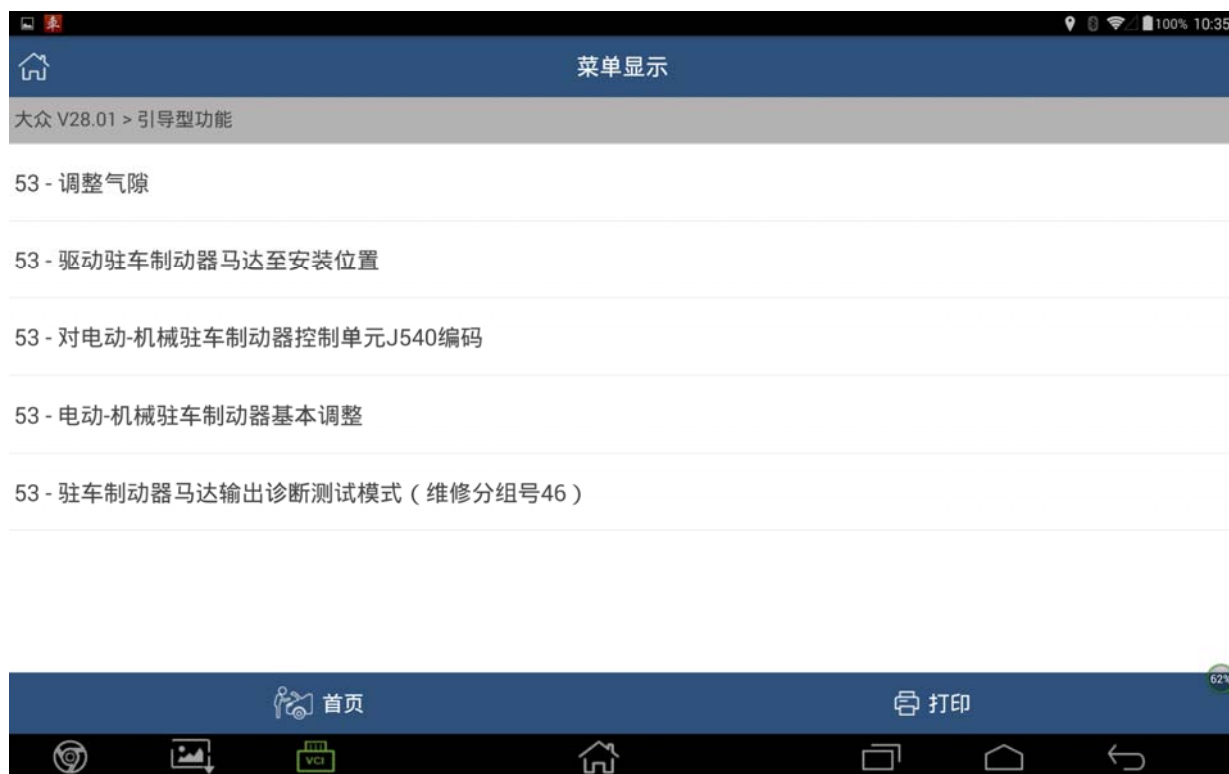 100% 10:35
菜单显示
大众 V28.01 > 引导型功能
53 - 调整气隙
53 - 驱动驻车制动器马达至安装位置
53 - 对电动-机械驻车制动器控制单元J540编码
53 - 电动-机械驻车制动器基本调整
53 - 驻车制动器马达输出诊断测试模式（维修分组号46）
62%
首页
打印
VCI